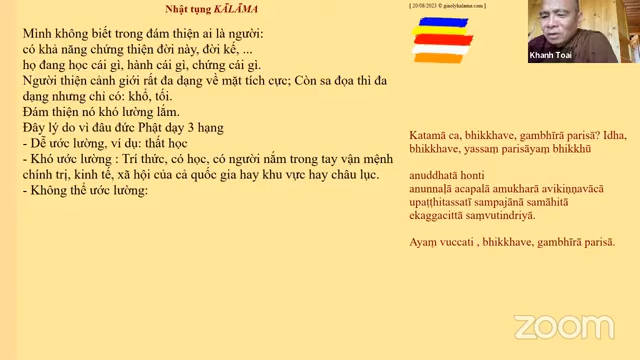 Nhật tụng KĀLĀMA
[ 20/08/2023 © giaolykalama.com ]
Khanh Toai
Mình không biết trong đám thiện ai là người:
có khả năng chứng thiện đời này, đời kế, ...
họ đang học cái gì, hành cái gì, chứng cái gì.
Người thiện cảnh giới rất đa dạng về mặt tích cực; Còn sa đọa thì đa
dạng nhưng chỉ có: khổ, tối.
Đám thiện nó khó lường lắm.
Đây lý do vì đâu đức Phật dạy 3 hạng
- Dễ ước lường, ví dụ: thất học
- Khó ước lường : Trí thức, có học, có người nắm trong tay vận mệnh
chính trị, kinh tế, xã hội của cả quốc gia hay khu vực hay châu lục.
- Không thể ước lường:
Katamā ca, bhikkhave, gambhīrā parisā? Idha,
bhikkhave, yassaṃ parisāyaṃ bhikkhū
anuddhatā honti
anunnaḷā acapalā amukharā avikiṇṇavācā
upaṭṭhitassatī sampajānā samāhitā
ekaggacittā saṃvutindriyā.
Ayaṃ vuccati , bhikkhave, gambhīrā parisā.
zoom